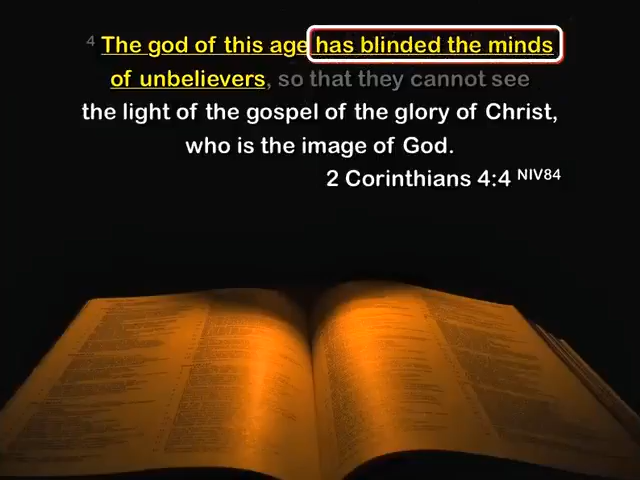 4 The god of this age has blinded the minds
of unbelievers, so that they cannot see
the light of the gospel of the glory of Christ,
who is the image of God.
2 Corinthians 4:4 NIV84